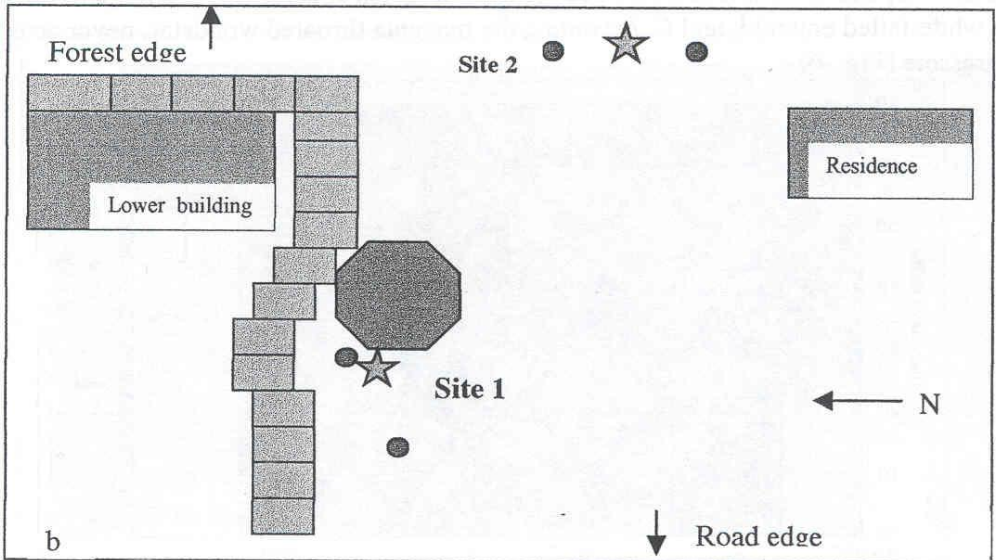 Forest edge
Site 2
Residence
Lower building
Site 1
N
Road edge
b